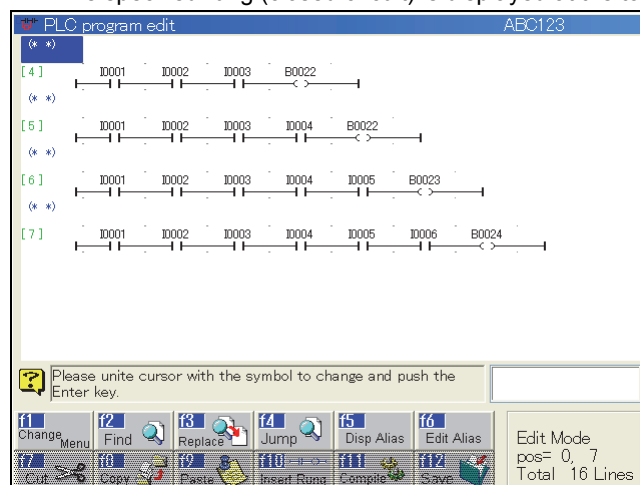 PLC program edit ABC123
(* *)
[4] I0001 I0002 I0003 B0022
(* *)
[5] I0001 I0002 I0003 I0004 B0022
(* *)
[6] I0001 I0002 I0003 I0004 I0005 B0023
(* *)
[7] I0001 I0002 I0003 I0004 I0005 I0006 B0024
Please unite cursor with the symbol to change and push the
Enter key.
f1 Change Menu f2 Find f3 Replace f4 Jump f5 Disp Alias f6 Edit Alias
f7 Cut f8 Copy f9 Paste f10 Insert Rung f11 Compile f12 Save
Edit Mode
pos= 0, 7
Total 16 Lines